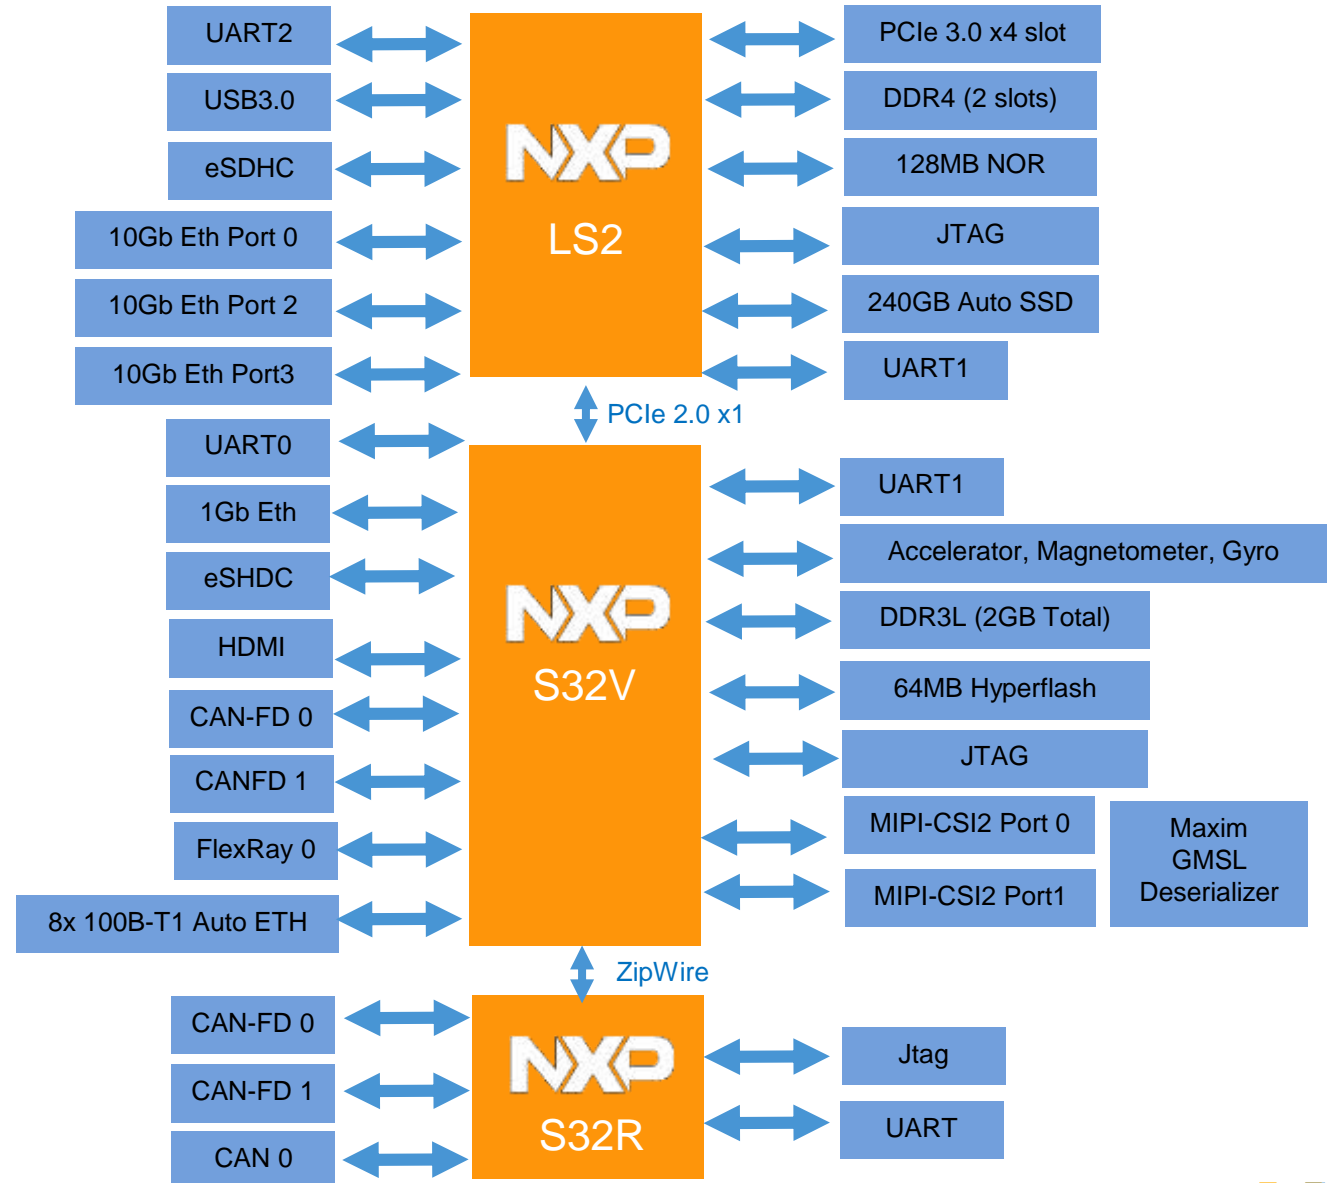 UART2
USB3.0
eSDHC
10Gb Eth Port 0
10Gb Eth Port 2
10Gb Eth Port3
NXP
LS2
PCIe 3.0 x4 slot
DDR4 (2 slots)
128MB NOR
JTAG
240GB Auto SSD
UART1
PCIe 2.0 x1
UART0
1Gb Eth
eSHDC
HDMI
CAN-FD 0
CANFD 1
FlexRay 0
8x 100B-T1 Auto ETH
NXP
S32V
UART1
Accelerator, Magnetometer, Gyro
DDR3L (2GB Total)
64MB Hyperflash
JTAG
MIPI-CSI2 Port 0
MIPI-CSI2 Port1
Maxim
GMSL
Deserializer
ZipWire
CAN-FD 0
CAN-FD 1
CAN 0
NXP
S32R
Jtag
UART